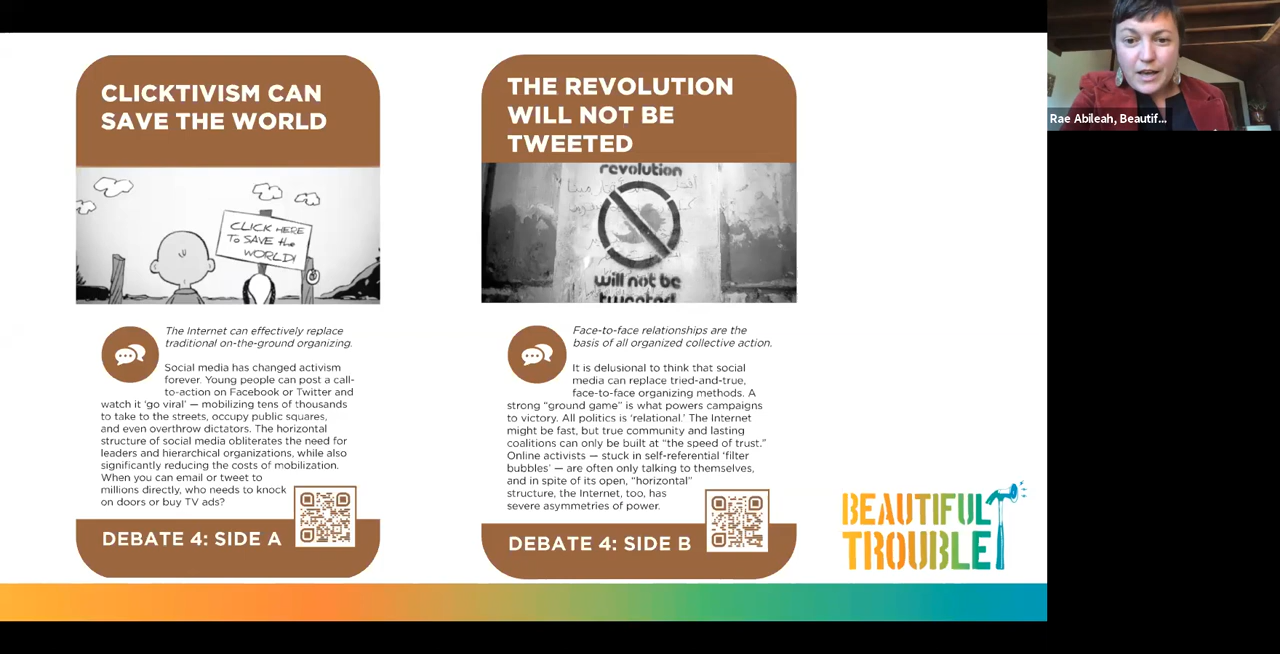 CLICKTIVISM CAN
SAVE THE WORLD
CLICK HERE
TO SAVE the
WORLD!
The Internet can effectively replace
traditional on-the-ground organizing.
Social media has changed activism
forever. Young people can post a call-
to-action on Facebook or Twitter and
watch it ‘go viral’ — mobilizing tens of thousands
to take to the streets, occupy public squares,
and even overthrow dictators. The horizontal
structure of social media obliterates the need for
leaders and hierarchical organizations, while also
significantly reducing the costs of mobilization.
When you can email or tweet to
millions directly, who needs to knock
on doors or buy TV ads?
DEBATE 4: SIDE A
THE REVOLUTION
WILL NOT BE
TWEETED
revolution
will not be
tweeted
Face-to-face relationships are the
basis of all organized collective action.
It is delusional to think that social
media can replace tried-and-true,
face-to-face organizing methods. A
strong “ground game” is what powers campaigns
to victory. All politics is ‘relational.’ The Internet
might be fast, but true community and lasting
coalitions can only be built at “the speed of trust.”
Online activists — stuck in self-referential ‘filter
bubbles’ — are often only talking to themselves,
and in spite of its open, “horizontal”
structure, the Internet, too, has
severe asymmetries of power.
DEBATE 4: SIDE B
BEAUTIFUL
TROUBLE
Rae Abileah, Beautif...